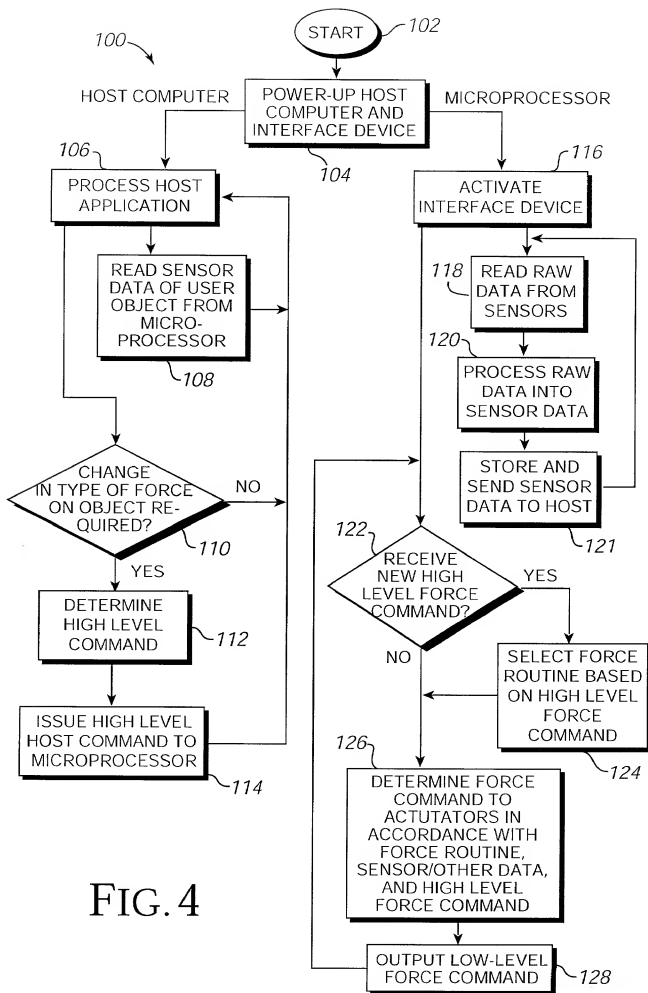 100
START
102
HOST COMPUTER
POWER-UP HOST
COMPUTER AND
INTERFACE DEVICE
104
MICROPROCESSOR
106
PROCESS HOST
APPLICATION
READ SENSOR
DATA OF USER
OBJECT FROM
MICRO-
PROCESSOR
108
CHANGE
IN TYPE OF FORCE
ON OBJECT RE-
QUIRED?
110
NO
YES
DETERMINE
HIGH LEVEL
COMMAND
112
ISSUE HIGH LEVEL
HOST COMMAND TO
MICROPROCESSOR
114
116
ACTIVATE
INTERFACE DEVICE
118
READ RAW
DATA FROM
SENSORS
120
PROCESS RAW
DATA INTO
SENSOR DATA
STORE AND
SEND SENSOR
DATA TO HOST
121
122
RECEIVE
NEW HIGH
LEVEL FORCE
COMMAND?
YES
NO
SELECT FORCE
ROUTINE BASED
ON HIGH LEVEL
FORCE
COMMAND
124
126
DETERMINE FORCE
COMMAND TO
ACTUTATORS IN
ACCORDANCE WITH
FORCE ROUTINE,
SENSOR/OTHER DATA,
AND HIGH LEVEL
FORCE COMMAND
OUTPUT LOW-LEVEL
FORCE COMMAND
128
FIG. 4